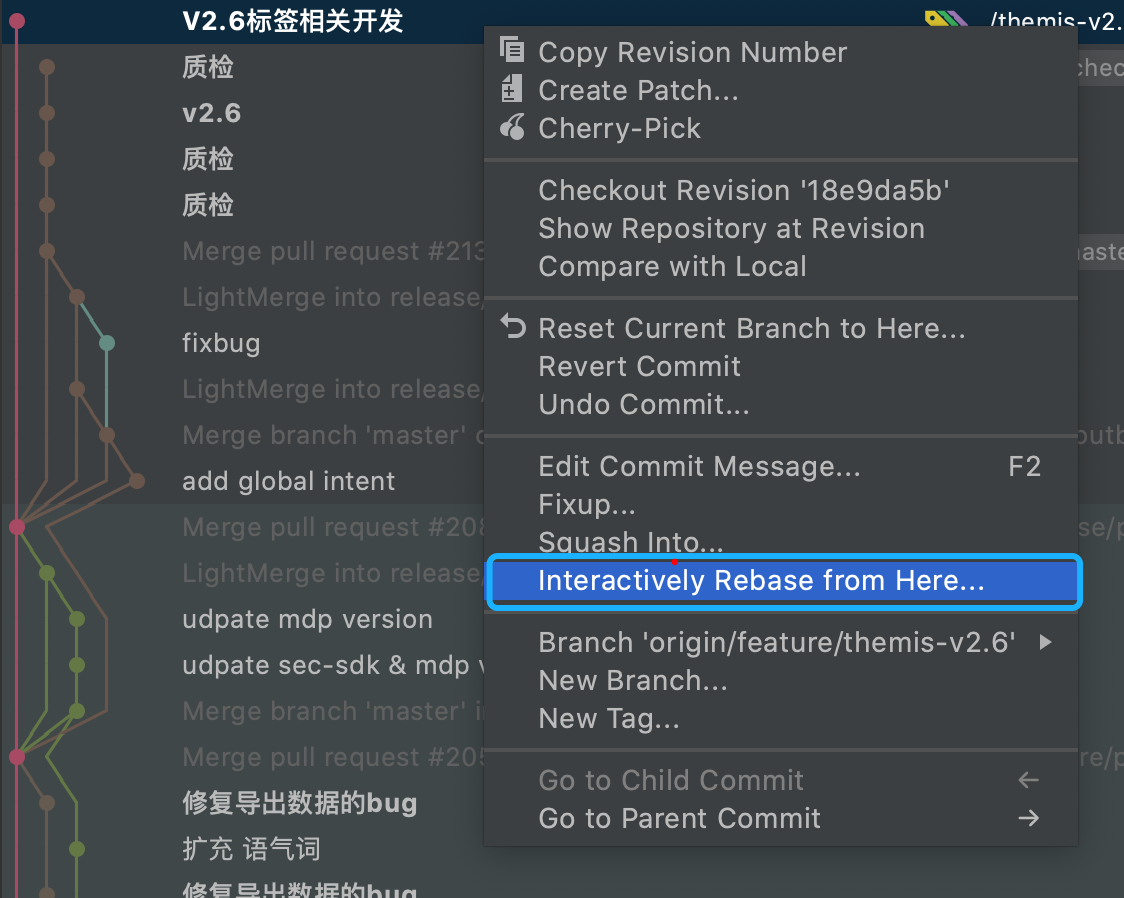 V2.6标签相关开发
/themis-v2.
质检
v2.6
质检
质检
Merge pull request #213
LightMerge into release/
fixbug
LightMerge into release/
Merge branch 'master'
add global intent
Merge pull request #208
LightMerge into release/
udpate mdp version
udpate sec-sdk & mdp
Merge branch 'master'
Merge pull request #205
修复导出数据的bug
扩充 语气词
修复导出数据的bug
Copy Revision Number
Create Patch...
Cherry-Pick
Checkout Revision '18e9da5b'
Show Repository at Revision
Compare with Local
Reset Current Branch to Here...
Revert Commit
Undo Commit...
Edit Commit Message... F2
Fixup...
Squash Into...
Interactively Rebase from Here...
Branch 'origin/feature/themis-v2.6'
New Branch...
New Tag...
Go to Child Commit
Go to Parent Commit